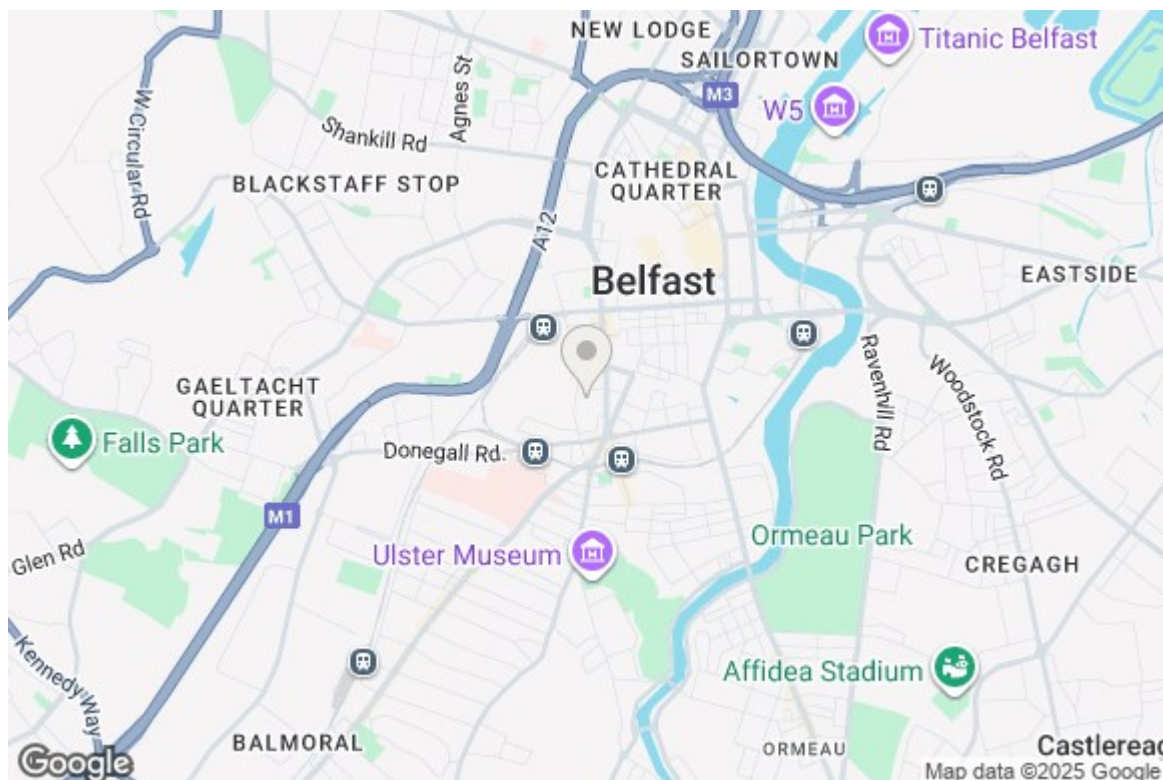 NEW LODGE
SAILORTOWN
Titanic Belfast
M3
W5
W Circular Rd
Agnes St
Shankill Rd
CATHEDRAL
QUARTER
BLACKSTAFF STOP
A12
Belfast
EASTSIDE
Ravenhill Rd
Woodstock Rd
GAELTACHT
QUARTER
Falls Park
Donegall Rd.
M1
Ormeau Park
Glen Rd
Ulster Museum
CREGAGH
Kennedy Way
Affidea Stadium
BALMORAL
ORMEAU
Castlereag
Google
Map data ©2025 Google